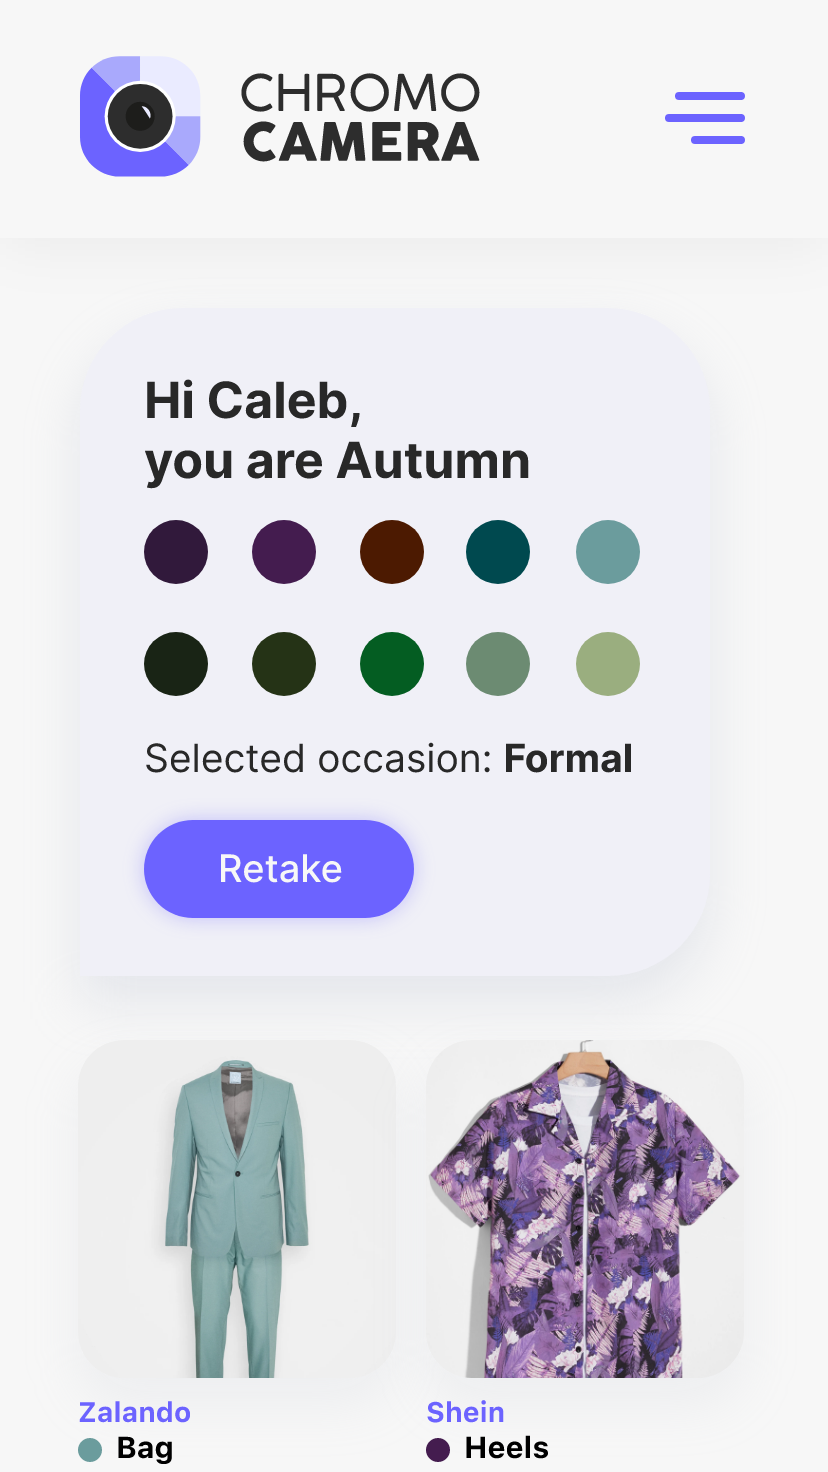 CHROMO
CAMERA
Hi Caleb,
you are Autumn
Selected occasion: Formal
Retake
Zalando
Bag
Shein
Heels